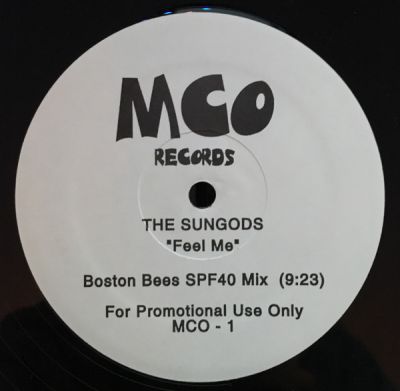 MCO
RECORDS
THE SUNGODS
"Feel Me"
Boston Bees SPF40 Mix (9:23)
For Promotional Use Only
MCO - 1